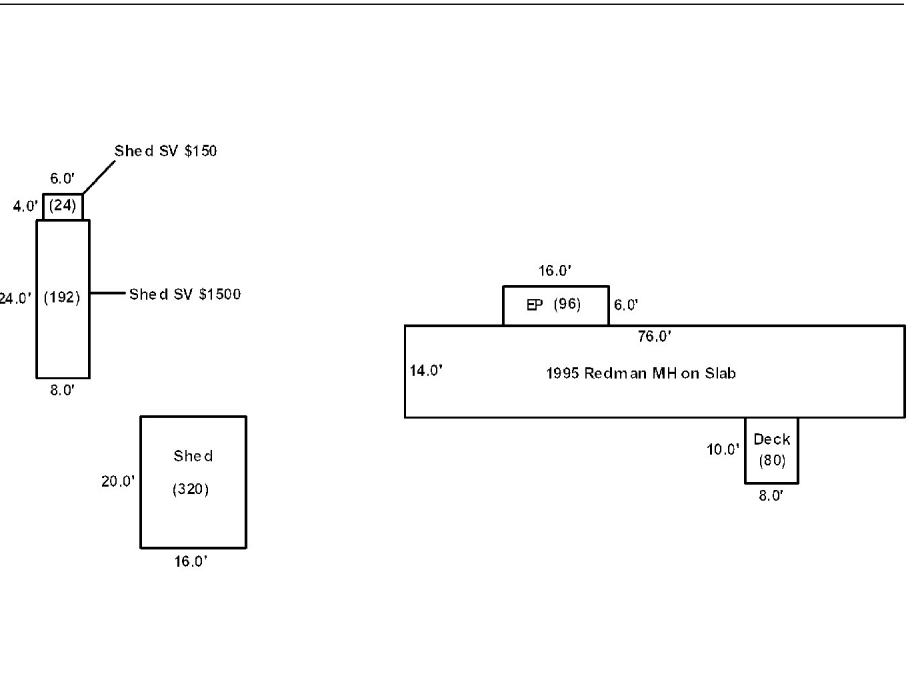 Shed SV $150
6.0'
4.0' (24)
24.0' (192) Shed SV $1500
8.0'
Shed
20.0' (320)
16.0'
16.0'
EP (96) 6.0'
76.0'
14.0' 1995 Redman MH on Slab
10.0' Deck
(80)
8.0'